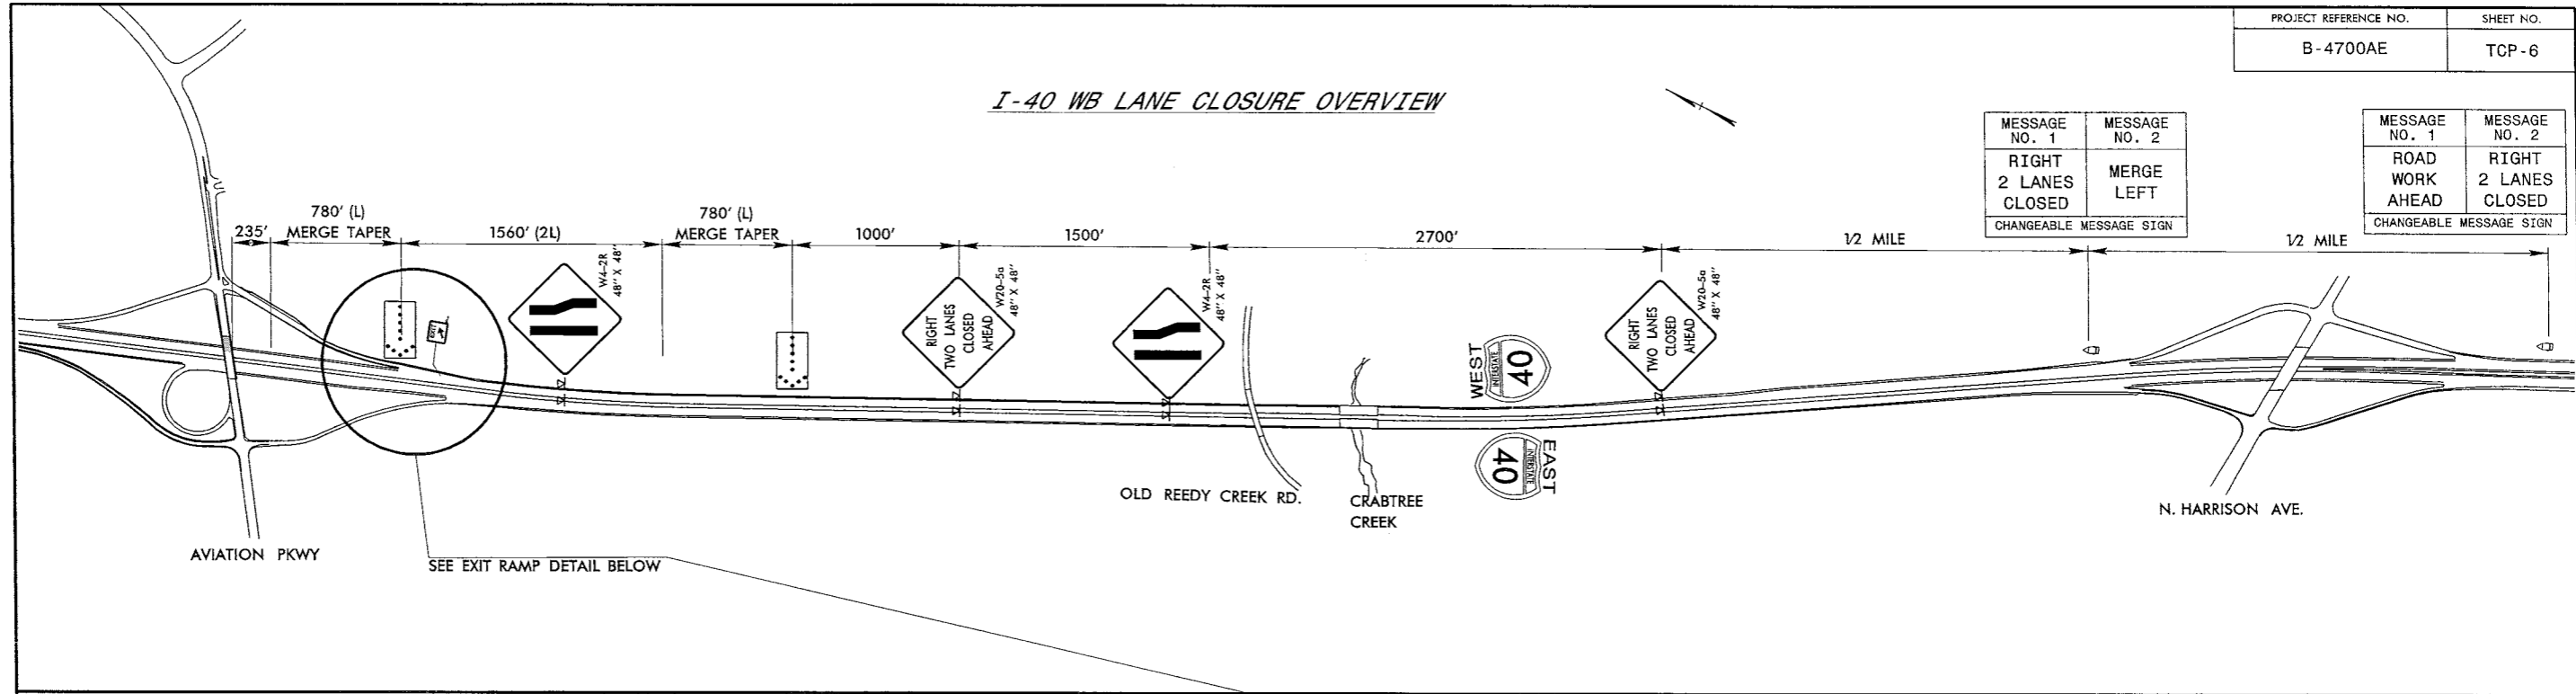 PROJECT REFERENCE NO.
SHEET NO.
B-4700AE
TCP-6
I-40 WB LANE CLOSURE OVERVIEW
MESSAGE NO. 1
MESSAGE NO. 2
RIGHT
2 LANES
CLOSED
MERGE
LEFT
CHANGEABLE MESSAGE SIGN
MESSAGE NO. 1
MESSAGE NO. 2
ROAD
WORK
AHEAD
RIGHT
2 LANES
CLOSED
CHANGEABLE MESSAGE SIGN
235'
780' (L)
MERGE TAPER
1560' (2L)
780' (L)
MERGE TAPER
1000'
1500'
2700'
1/2 MILE
1/2 MILE
EXIT
W4-2R
48" X 48"
RIGHT
TWO LANES
CLOSED
AHEAD
W20-5a
48" X 48"
W4-2R
48" X 48"
WEST
INTERSTATE
40
RIGHT
TWO LANES
CLOSED
AHEAD
W20-5a
48" X 48"
EAST
INTERSTATE
40
OLD REEDY CREEK RD.
CRABTREE
CREEK
N. HARRISON AVE.
AVIATION PKWY
SEE EXIT RAMP DETAIL BELOW